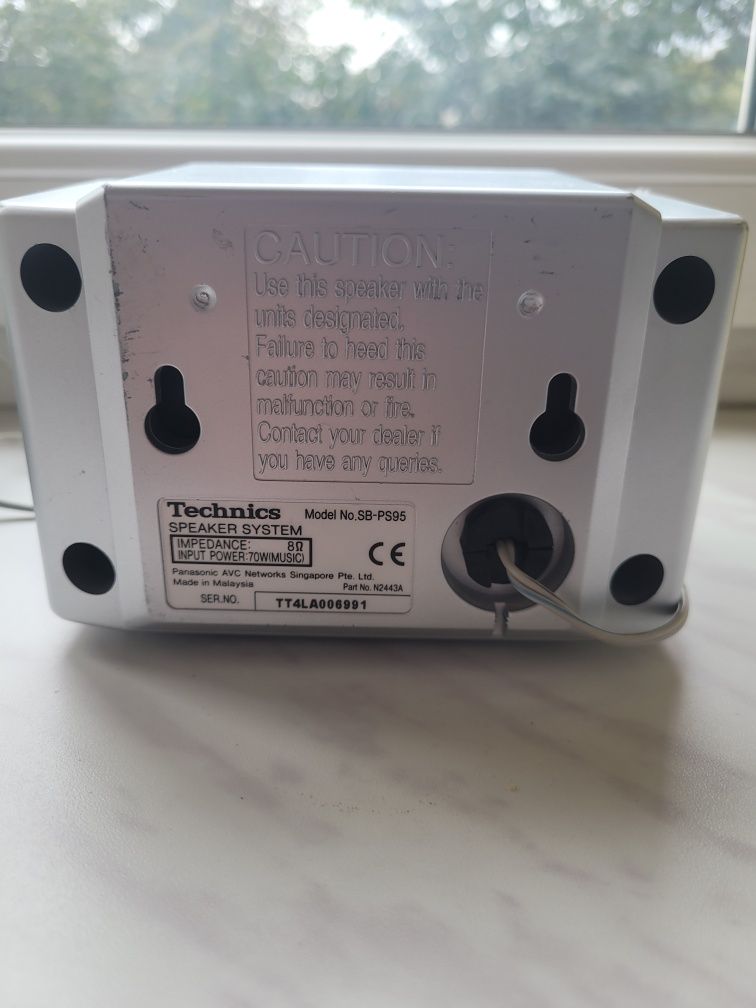 CAUTION:
Use this speaker with the
units designated.
Failure to heed this
caution may result in
malfunction or fire.
Contact your dealer if
you have any queries.
Technics Model No.SB-PS95
SPEAKER SYSTEM
IMPEDANCE: 8Ω
INPUT POWER:70W(MUSIC)
CE
Panasonic AVC Networks Singapore Pte. Ltd.
Made in Malaysia Part No. N2443A
SER.NO. TT4LA006991